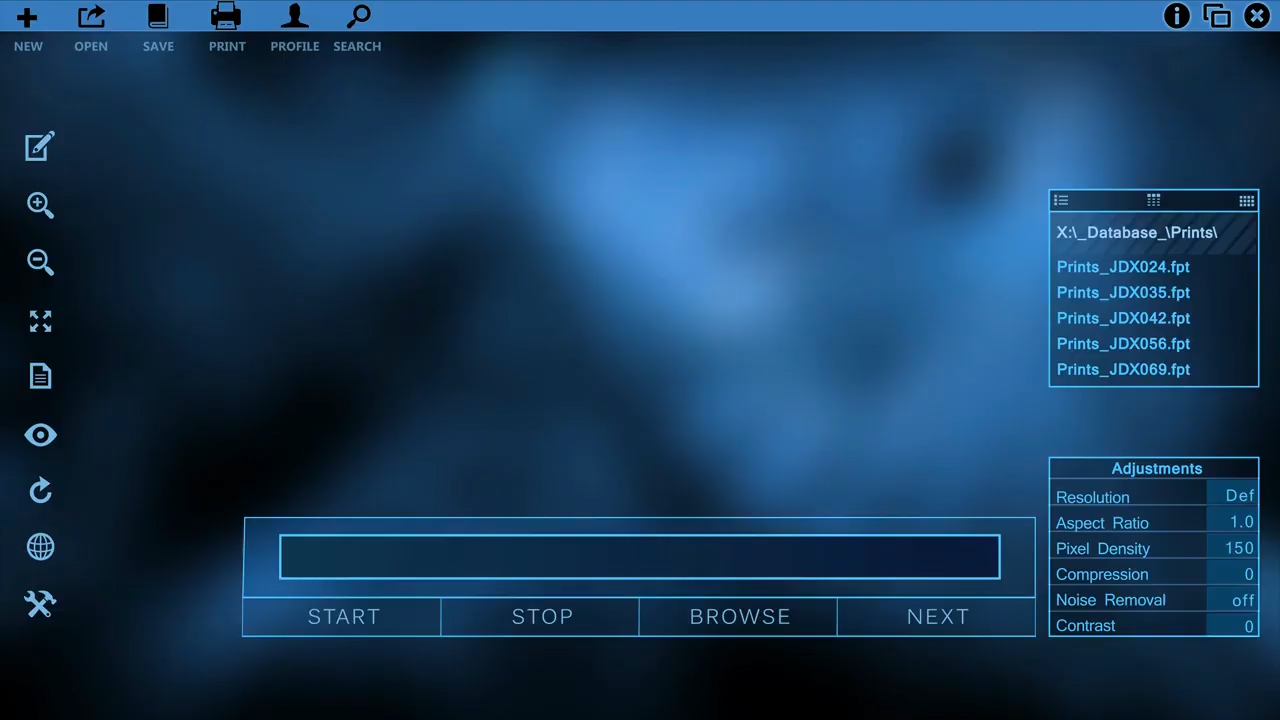 NEW OPEN SAVE PRINT PROFILE SEARCH
X:\_Database_\Prints\
Prints_JDX024.fpt
Prints_JDX035.fpt
Prints_JDX042.fpt
Prints_JDX056.fpt
Prints_JDX069.fpt
Adjustments
Resolution Def
Aspect Ratio 1.0
Pixel Density 150
Compression 0
Noise Removal off
Contrast 0
START STOP BROWSE NEXT